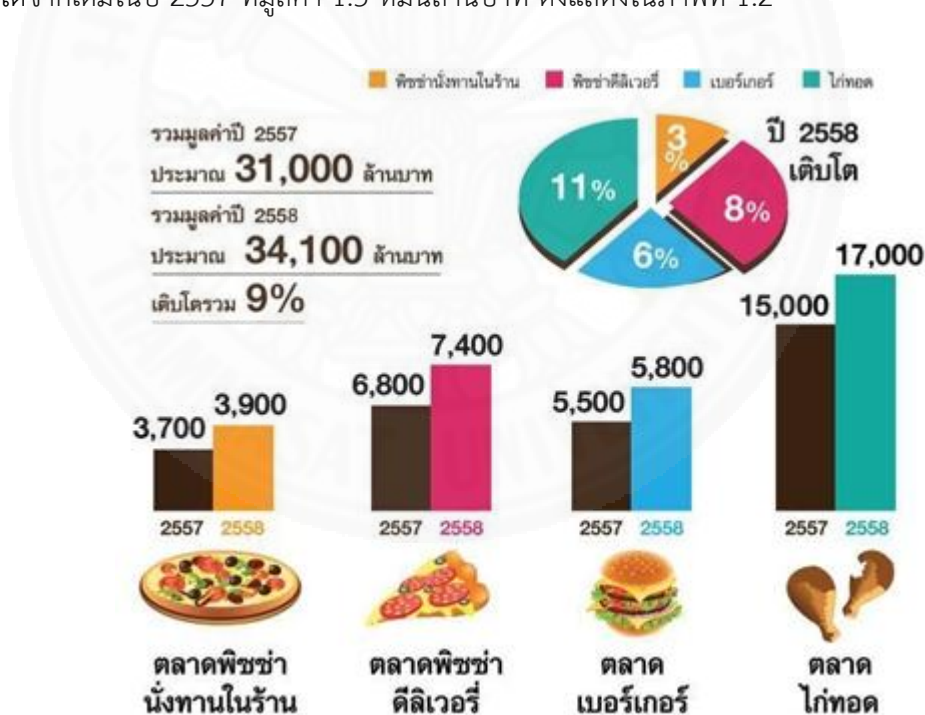 ได้จากเดิมในปี 2557 ที่มูลค่า 1.5 หมื่นล้านบาท ดังแสดงในภาพที่ 1.2
พิซซ่านั่งทานในร้าน พิซซ่าดีลิเวอรี่ เบอร์เกอร์ ไก่ทอด
รวมมูลค่าปี 2557
ประมาณ 31,000 ล้านบาท
รวมมูลค่าปี 2558
ประมาณ 34,100 ล้านบาท
เติบโตรวม 9%
ปี 2558
เติบโต
3%
8%
6%
11%
3,700 3,900
6,800 7,400
5,500 5,800
15,000 17,000
2557 2558
2557 2558
2557 2558
2557 2558
ตลาดพิซซ่า
นั่งทานในร้าน
ตลาดพิซซ่า
ดีลิเวอรี่
ตลาด
เบอร์เกอร์
ตลาด
ไก่ทอด